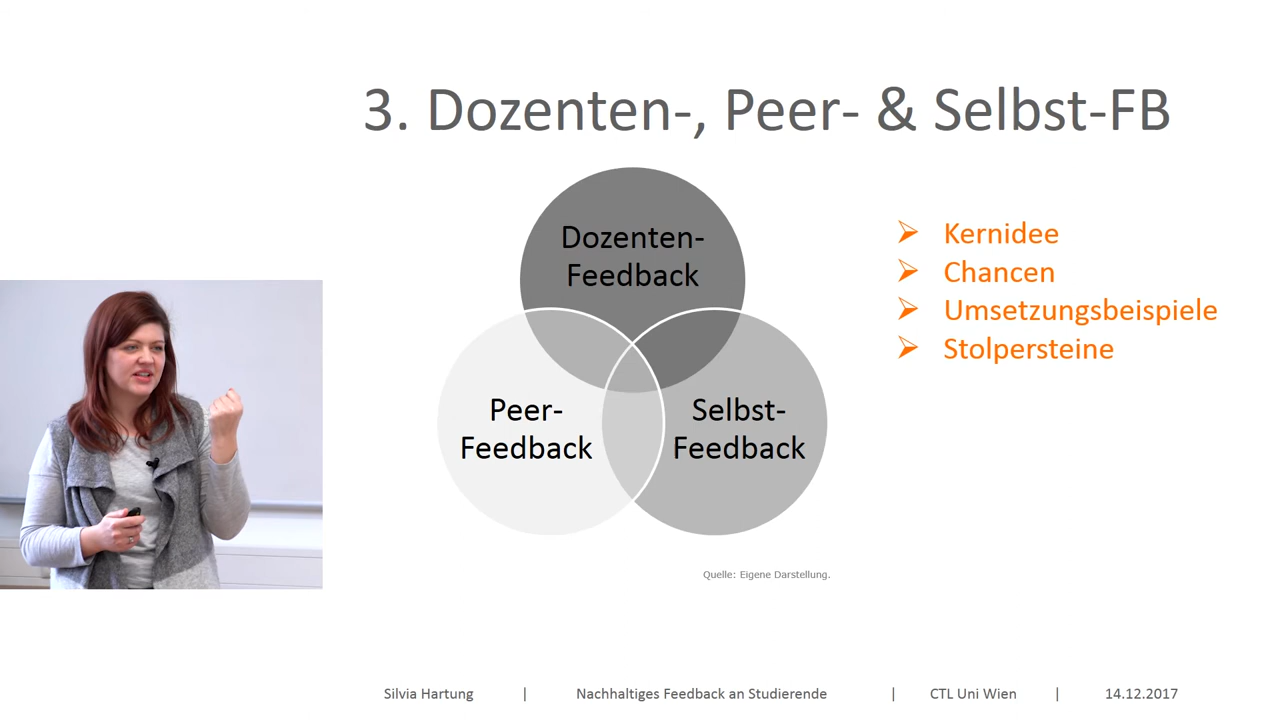 3. Dozenten-, Peer- & Selbst-FB
Dozenten-
Feedback
Peer-
Feedback
Selbst-
Feedback
Kernidee
Chancen
Umsetzungsbeispiele
Stolpersteine
Quelle: Eigene Darstellung.
Silvia Hartung | Nachhaltiges Feedback an Studierende | CTL Uni Wien | 14.12.2017